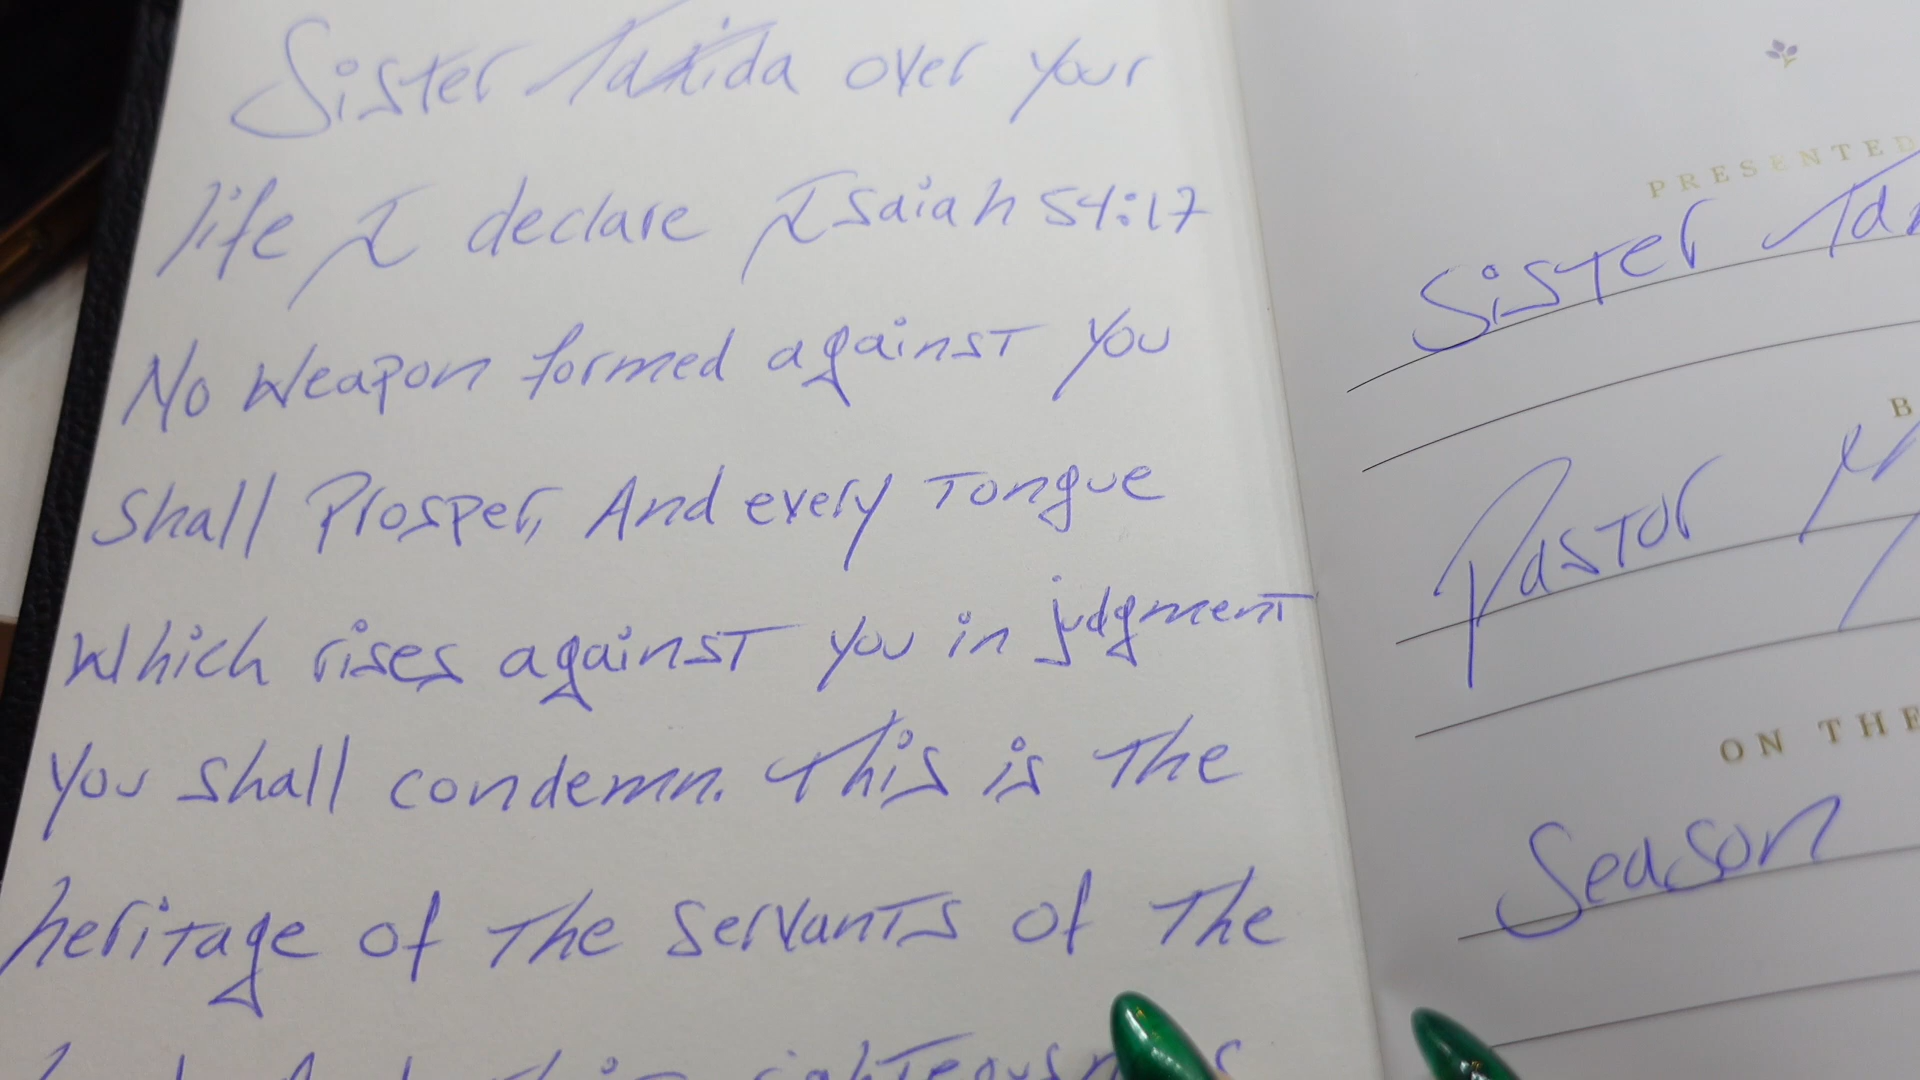 Sister Takida over your
life I declare Isaiah 54:17
No weapon formed against you
shall Prosper, And every Tongue
Which rises against you in judgment
you shall condemn. This is the
heritage of The servants of The
righteousn
PRESENTED
Sister
Pastor
ON THE
Season